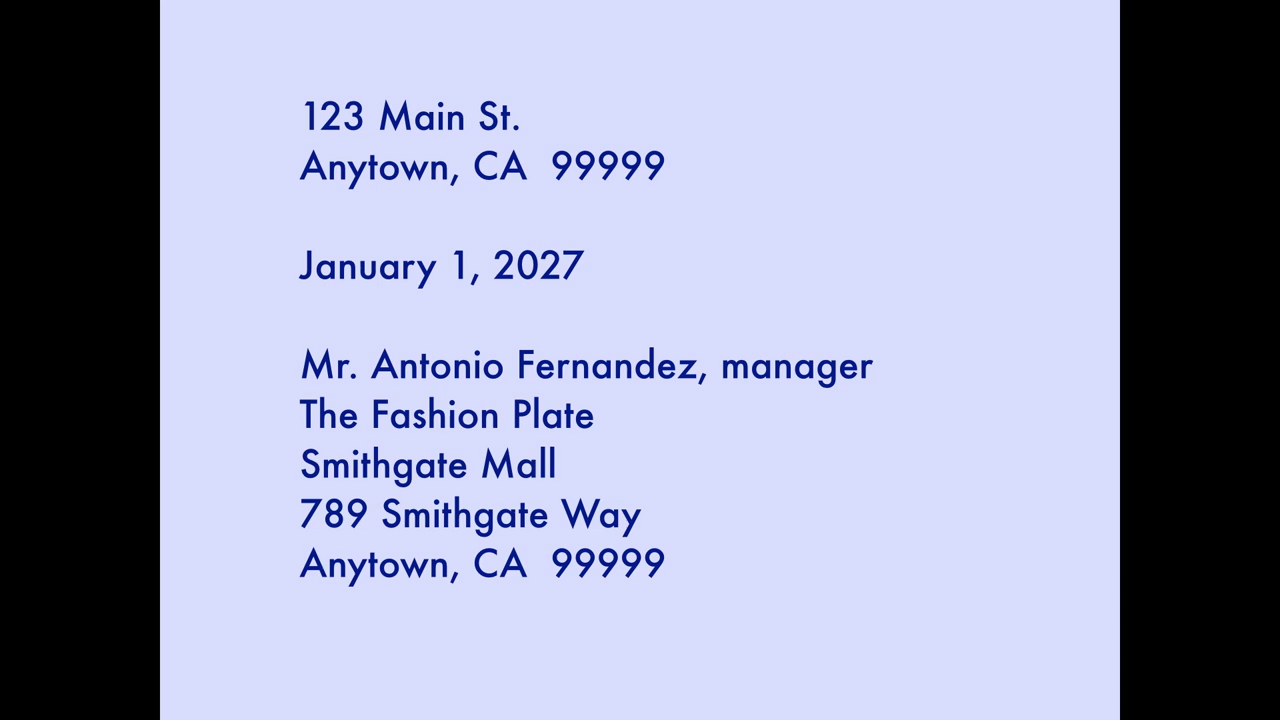 123 Main St.
Anytown, CA  99999
January 1, 2027
Mr. Antonio Fernandez, manager
The Fashion Plate
Smithgate Mall
789 Smithgate Way
Anytown, CA  99999